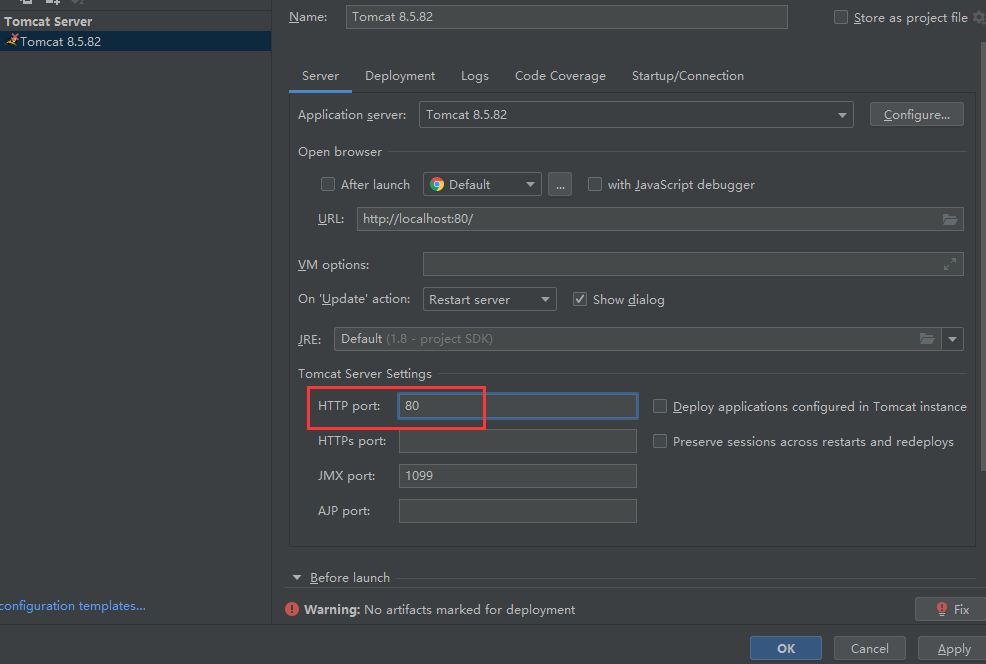 Name: Tomcat 8.5.82 Store as project file
Tomcat Server
Tomcat 8.5.82
Server Deployment Logs Code Coverage Startup/Connection
Application server: Tomcat 8.5.82 Configure...
Open browser
After launch Default ... with JavaScript debugger
URL: http://localhost:80/
VM options:
On 'Update' action: Restart server Show dialog
JRE: Default (1.8 - project SDK)
Tomcat Server Settings
HTTP port: 80 Deploy applications configured in Tomcat instance
HTTPs port: Preserve sessions across restarts and redeploys
JMX port: 1099
AJP port:
Before launch
configuration templates...
Warning: No artifacts marked for deployment Fix
OK Cancel Apply